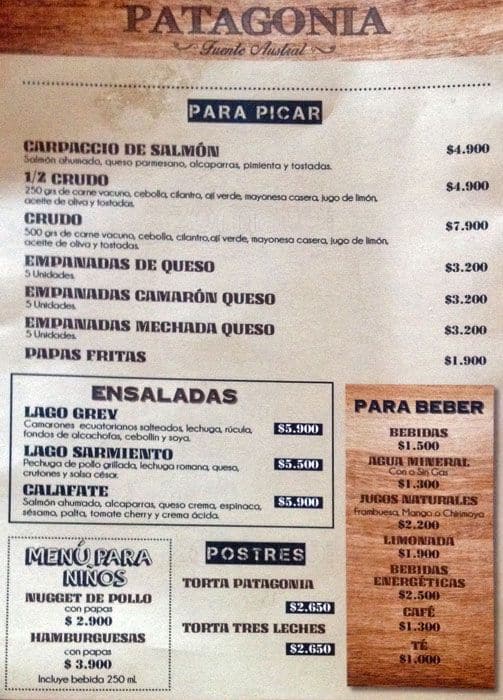 PATAGONIA
Fuente Austral
PARA PICAR
CARPACCIO DE SALMÓN $4.900
Salmón ahumado, queso parmesano, alcaparras, pimienta y tostadas.
1/2 CRUDO $4.900
250 grs de carne vacuno, cebolla, cilantro, ají verde, mayonesa casera, jugo de limón,
aceite de oliva y tostadas.
CRUDO $7.900
500 grs de carne vacuno, cebolla, cilantro,ají verde, mayonesa casera, jugo de limón,
aceite de oliva y tostadas.
EMPANADAS DE QUESO $3.200
5 Unidades.
EMPANADAS CAMARÓN QUESO $3.200
5 Unidades.
EMPANADAS MECHADA QUESO $3.200
5 Unidades.
PAPAS FRITAS $1.900
ENSALADAS
LAGO GREY $5.900
Camarones ecuatorianos salteados, lechuga, rúcula,
fondos de alcachofas, cebollín y soya.
LAGO SARMIENTO $5.500
Pechuga de pollo grillada, lechuga romana, queso,
crutones y salsa césar.
CALAFATE $5.900
Salmón ahumado, alcaparras, queso crema, espinaca,
sésamo, palta, tomate cherry y crema ácida.
MENÚ PARA
NIÑOS
NUGGET DE POLLO
con papas
$ 2.900
HAMBURGUESAS
con papas
$ 3.900
Incluye bebida 250 ml.
POSTRES
TORTA PATAGONIA
$2.650
TORTA TRES LECHES
$2.650
PARA BEBER
BEBIDAS
$1.500
AGUA MINERAL
Con o Sin Gas
$1.300
JUGOS NATURALES
Frambuesa, Mango o Chirimoya
$2.200
LIMONADA
$1.900
BEBIDAS
ENERGÉTICAS
$2.500
CAFÉ
$1.300
TÉ
$1.000